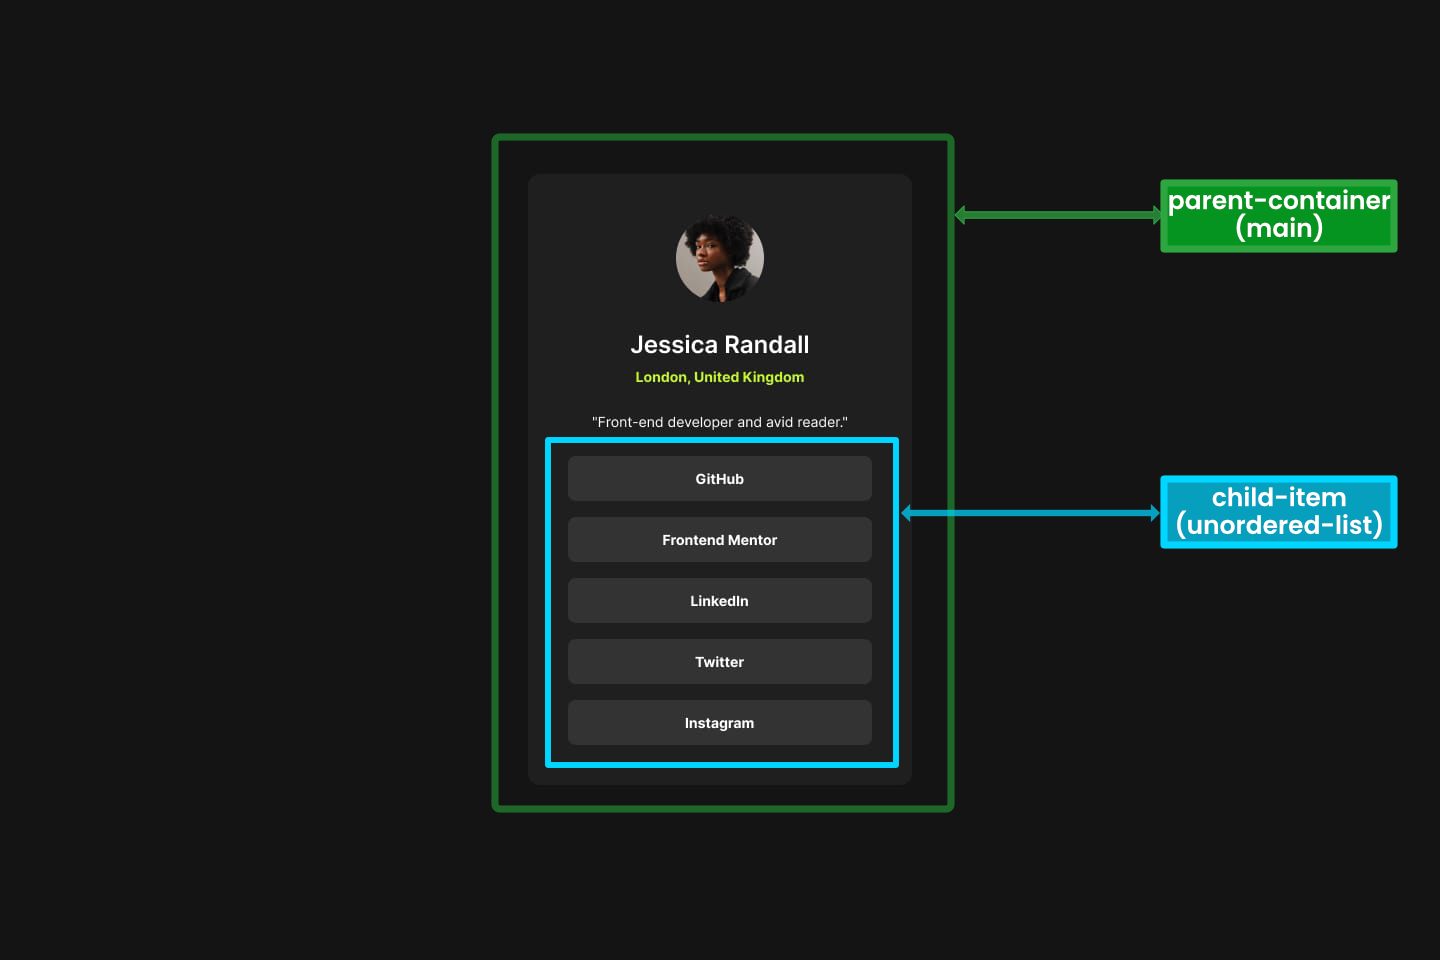 parent-container
(main)
Jessica Randall
London, United Kingdom
"Front-end developer and avid reader."
GitHub
child-item
(unordered-list)
Frontend Mentor
LinkedIn
Twitter
Instagram